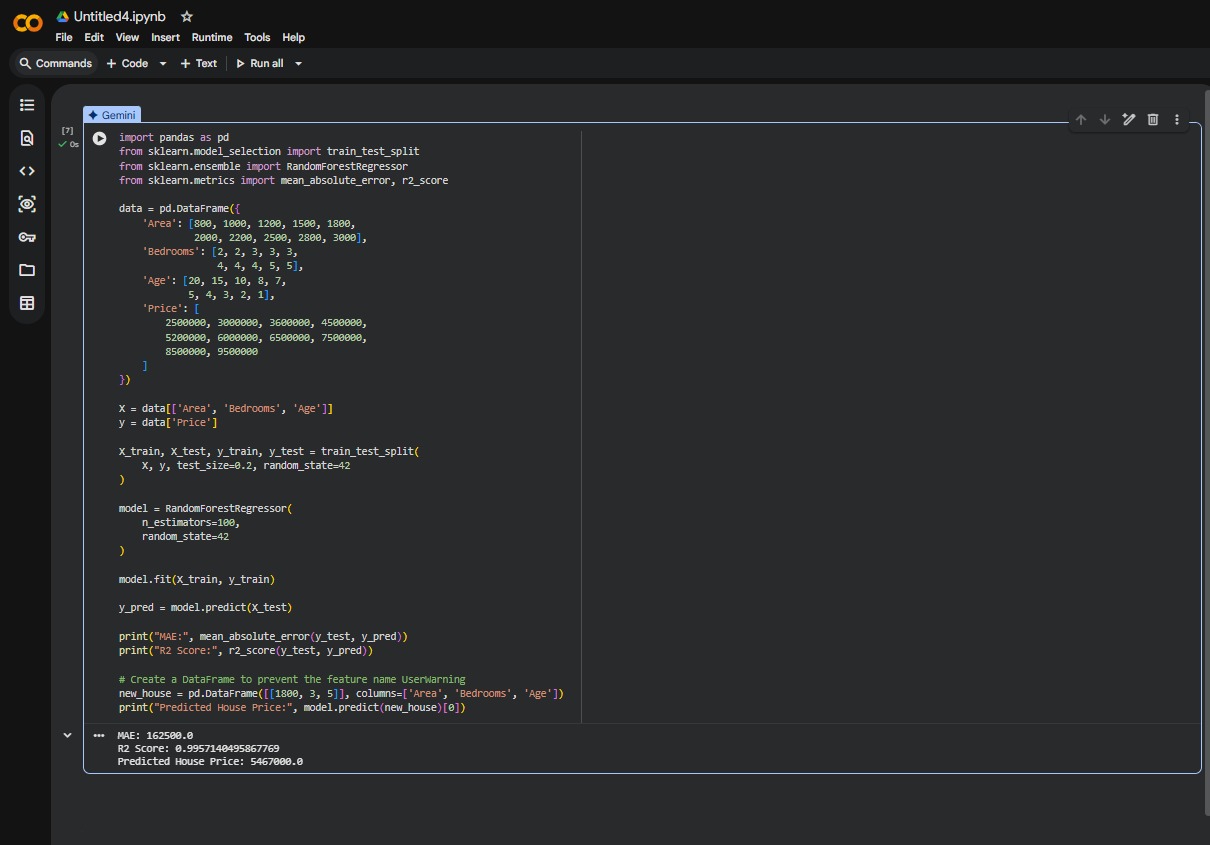 Untitled4.ipynb
File Edit View Insert Runtime Tools Help
Commands + Code + Text Run all
Gemini
[7]
0s
import pandas as pd
from sklearn.model_selection import train_test_split
from sklearn.ensemble import RandomForestRegressor
from sklearn.metrics import mean_absolute_error, r2_score
data = pd.DataFrame({
    'Area': [800, 1000, 1200, 1500, 1800,
             2000, 2200, 2500, 2800, 3000],
    'Bedrooms': [2, 2, 3, 3, 3,
                 4, 4, 4, 5, 5],
    'Age': [20, 15, 10, 8, 7,
            5, 4, 3, 2, 1],
    'Price': [
        2500000, 3000000, 3600000, 4500000,
        5200000, 6000000, 6500000, 7500000,
        8500000, 9500000
    ]
})
X = data[['Area', 'Bedrooms', 'Age']]
y = data['Price']
X_train, X_test, y_train, y_test = train_test_split(
    X, y, test_size=0.2, random_state=42
)
model = RandomForestRegressor(
    n_estimators=100,
    random_state=42
)
model.fit(X_train, y_train)
y_pred = model.predict(X_test)
print("MAE:", mean_absolute_error(y_test, y_pred))
print("R2 Score:", r2_score(y_test, y_pred))
# Create a DataFrame to prevent the feature name UserWarning
new_house = pd.DataFrame([[1800, 3, 5]], columns=['Area', 'Bedrooms', 'Age'])
print("Predicted House Price:", model.predict(new_house)[0])
MAE: 162500.0
R2 Score: 0.9957140495867769
Predicted House Price: 5467000.0